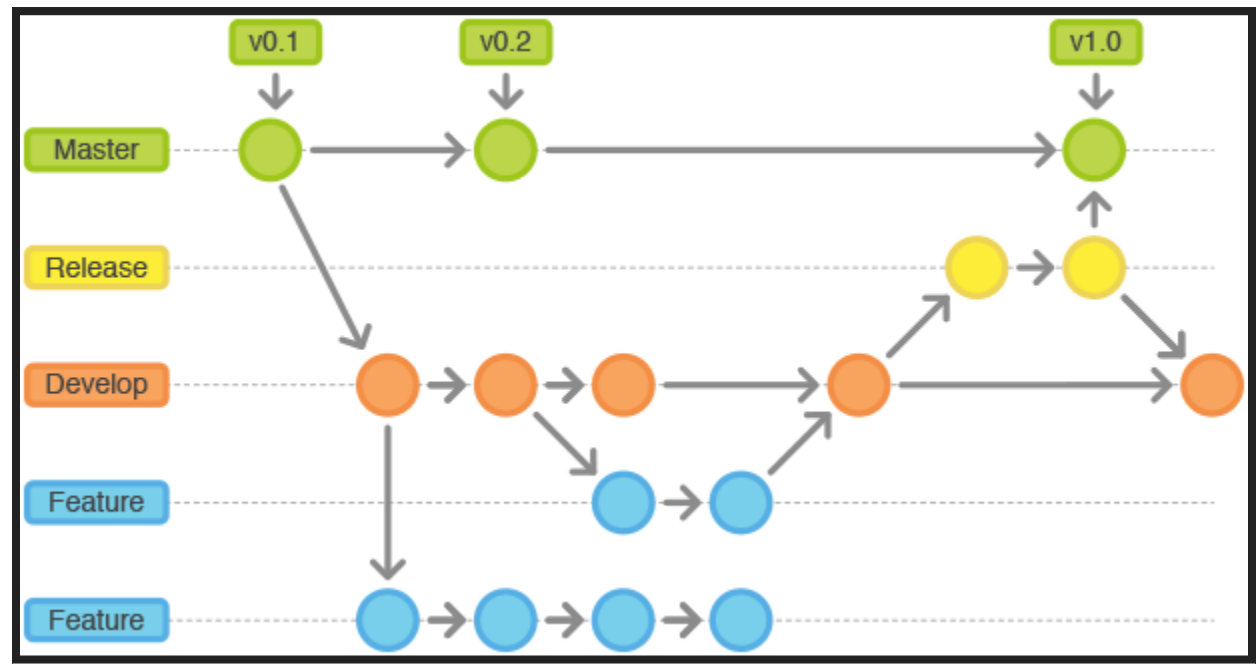 v0.1
v0.2
v1.0
Master
Release
Develop
Feature
Feature